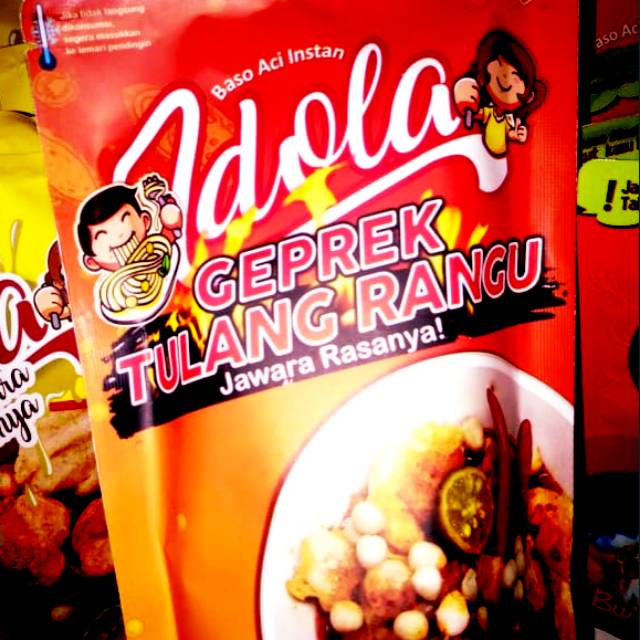 Jika tidak langsung
dikonsumsi,
segera masukkan
ke lemari pendingin
Baso Aci Instan
Idola
GEPREK
TULANG RANGU
Jawara Rasanya!
!